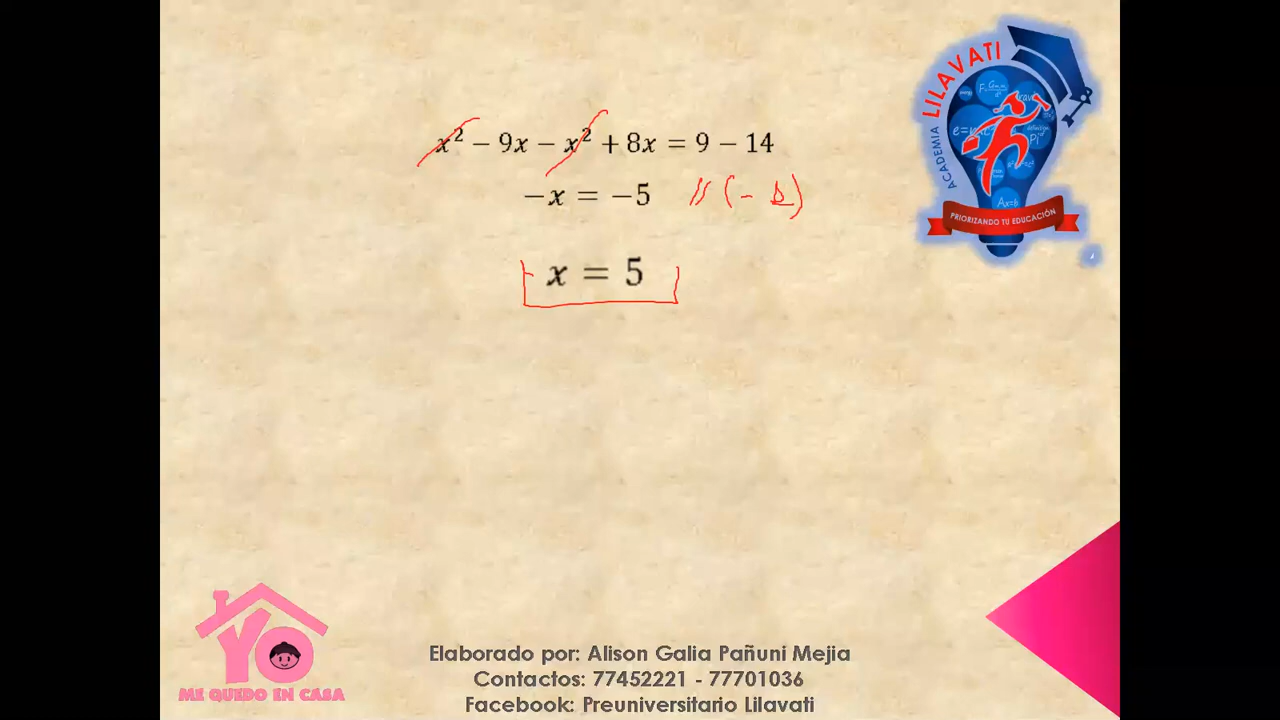 x² − 9x − x² + 8x = 9 − 14
−x = −5 // (− 1)
x = 5
ACADEMIA LILAVATI
PRIORIZANDO TU EDUCACIÓN
YO
ME QUEDO EN CASA
Elaborado por: Alison Galia Pañuni Mejia
Contactos: 77452221 - 77701036
Facebook: Preuniversitario Lilavati